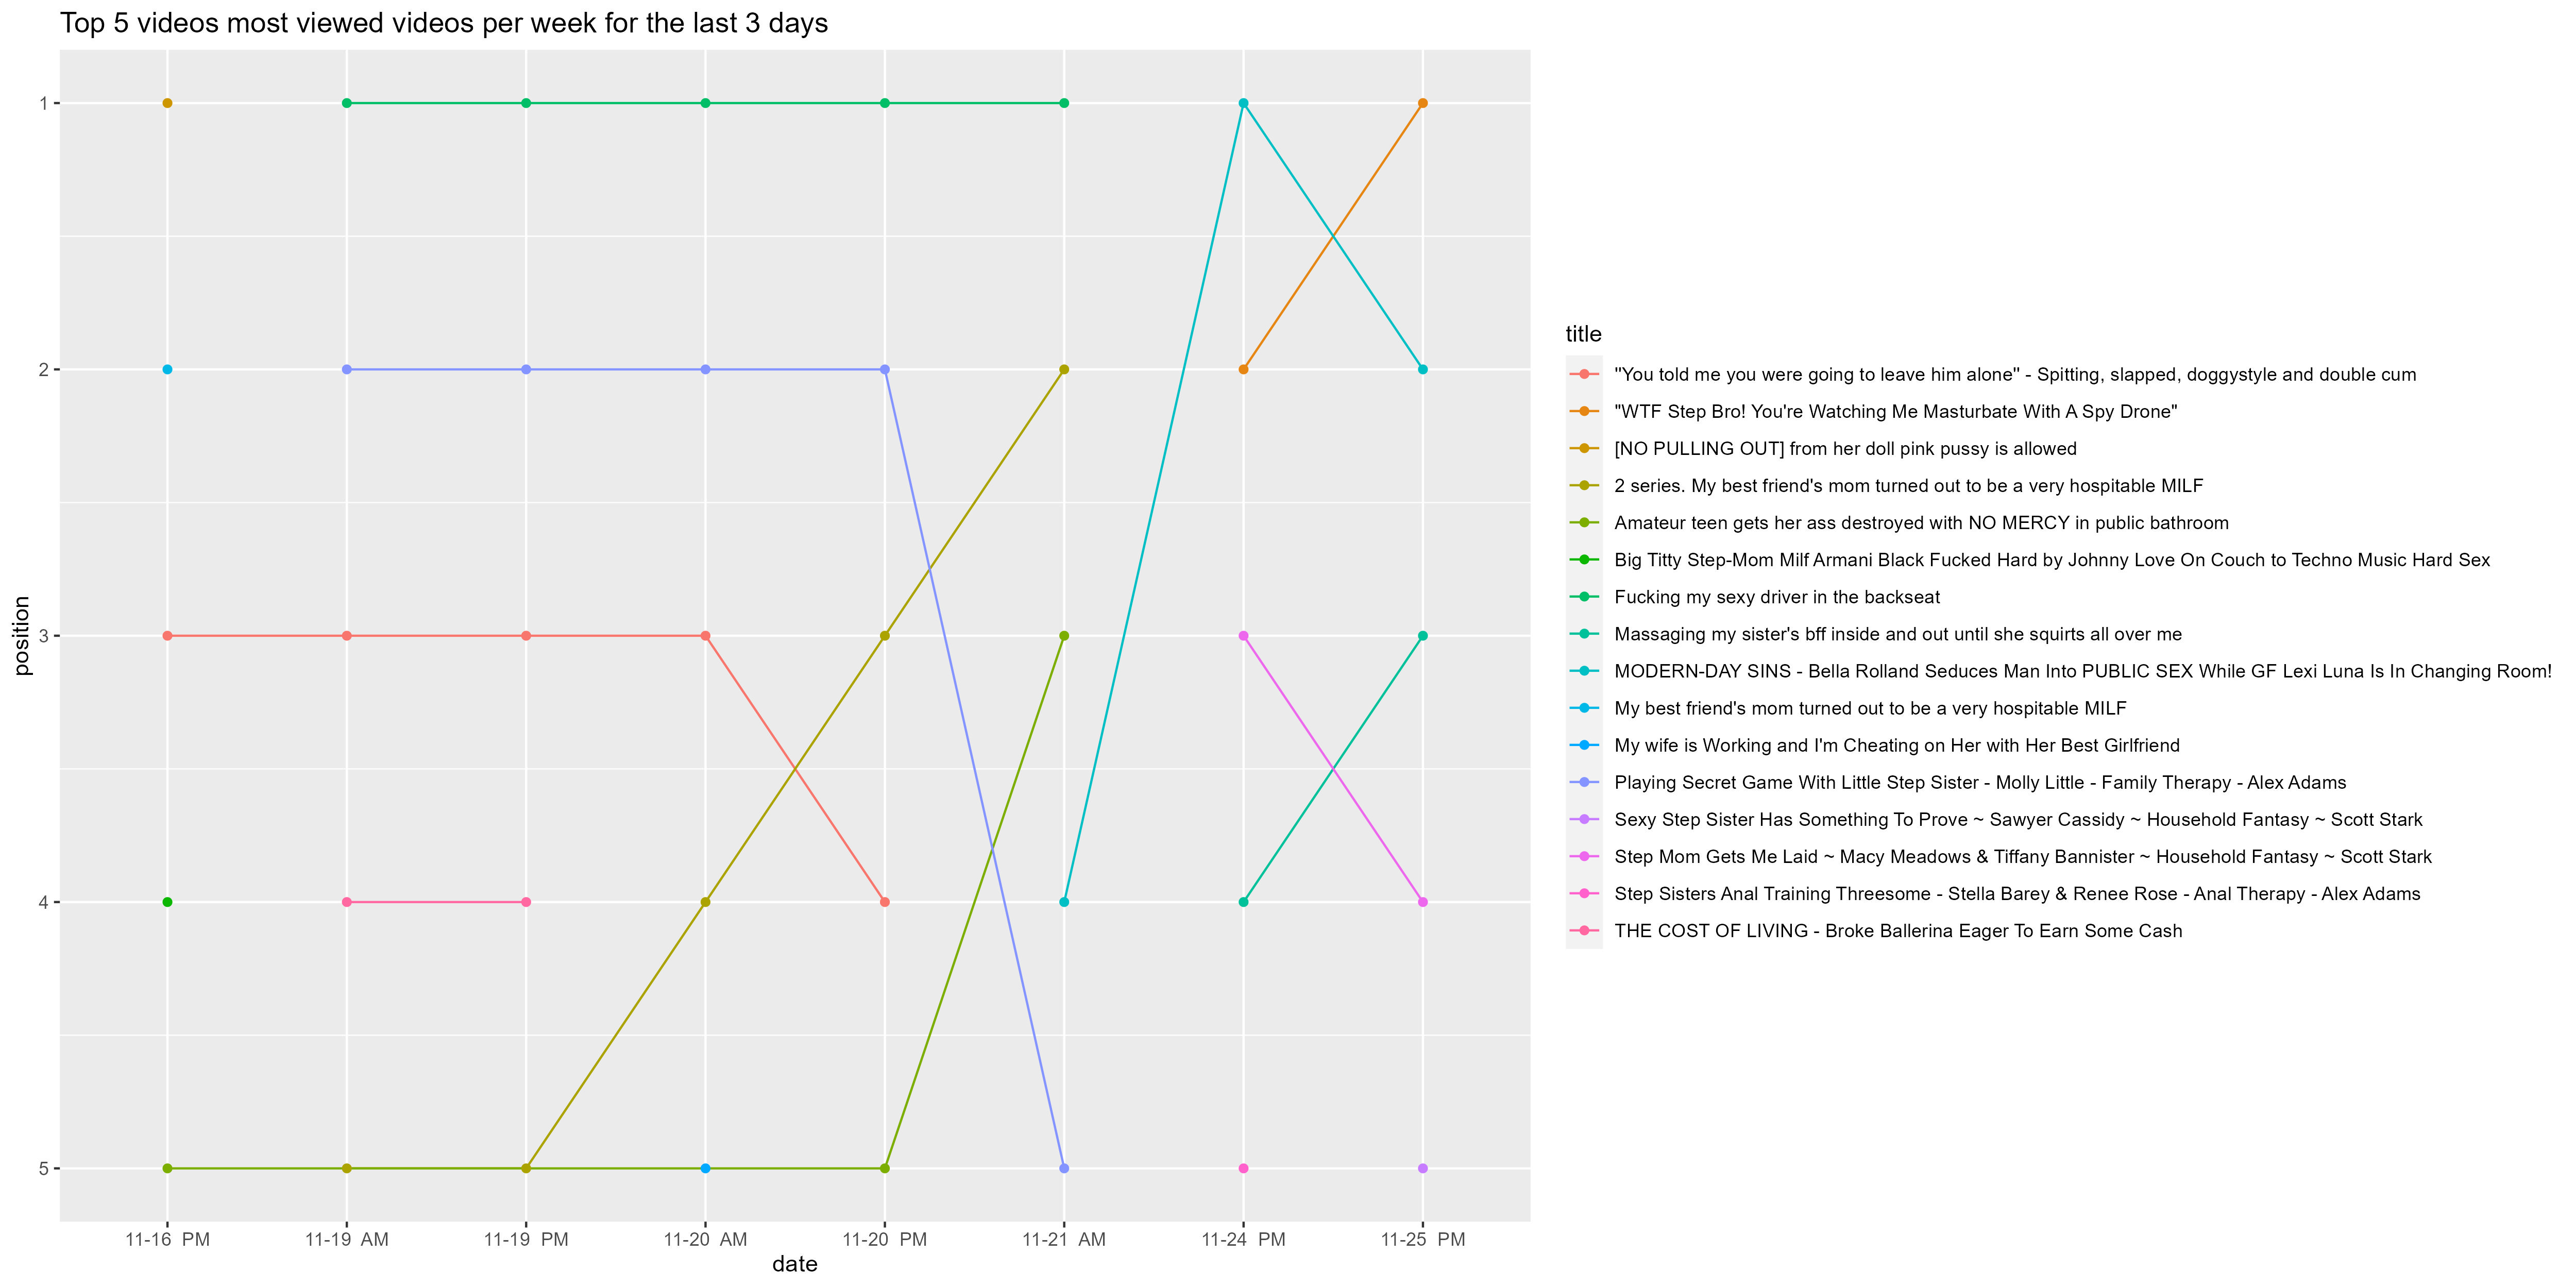 Top 5 videos most viewed videos per week for the last 3 days
1
2
3
4
5
position
11-16 PM
11-19 AM
11-19 PM
11-20 AM
11-20 PM
11-21 AM
11-24 PM
11-25 PM
date
title
"You told me you were going to leave him alone" - Spitting, slapped, doggystyle and double cum
"WTF Step Bro! You're Watching Me Masturbate With A Spy Drone"
[NO PULLING OUT] from her doll pink pussy is allowed
2 series. My best friend's mom turned out to be a very hospitable MILF
Amateur teen gets her ass destroyed with NO MERCY in public bathroom
Big Titty Step-Mom Milf Armani Black Fucked Hard by Johnny Love On Couch to Techno Music Hard Sex
Fucking my sexy driver in the backseat
Massaging my sister's bff inside and out until she squirts all over me
MODERN-DAY SINS - Bella Rolland Seduces Man Into PUBLIC SEX While GF Lexi Luna Is In Changing Room!
My best friend's mom turned out to be a very hospitable MILF
My wife is Working and I'm Cheating on Her with Her Best Girlfriend
Playing Secret Game With Little Step Sister - Molly Little - Family Therapy - Alex Adams
Sexy Step Sister Has Something To Prove ~ Sawyer Cassidy ~ Household Fantasy ~ Scott Stark
Step Mom Gets Me Laid ~ Macy Meadows & Tiffany Bannister ~ Household Fantasy ~ Scott Stark
Step Sisters Anal Training Threesome - Stella Barey & Renee Rose - Anal Therapy - Alex Adams
THE COST OF LIVING - Broke Ballerina Eager To Earn Some Cash